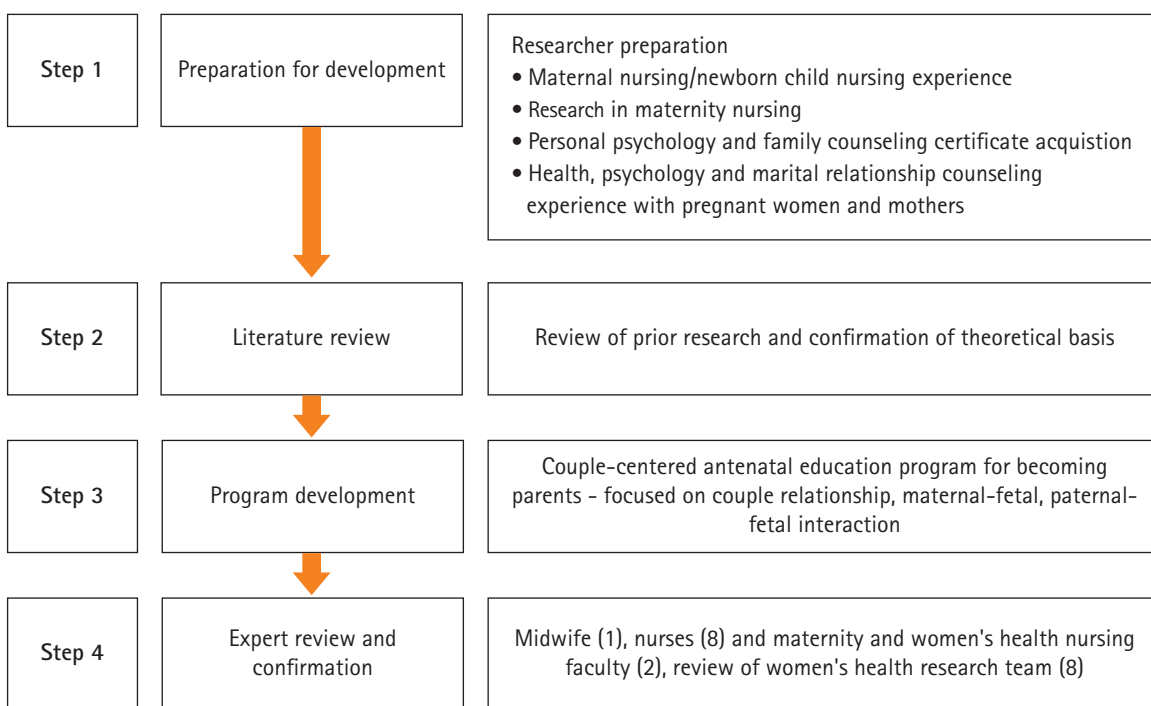 Step 1
Preparation for development
Researcher preparation
• Maternal nursing/newborn child nursing experience
• Research in maternity nursing
• Personal psychology and family counseling certificate acquistion
• Health, psychology and marital relationship counseling
experience with pregnant women and mothers
Step 2
Literature review
Review of prior research and confirmation of theoretical basis
Step 3
Program development
Couple-centered antenatal education program for becoming
parents - focused on couple relationship, maternal-fetal, paternal-
fetal interaction
Step 4
Expert review and
confirmation
Midwife (1), nurses (8) and maternity and women's health nursing
faculty (2), review of women's health research team (8)